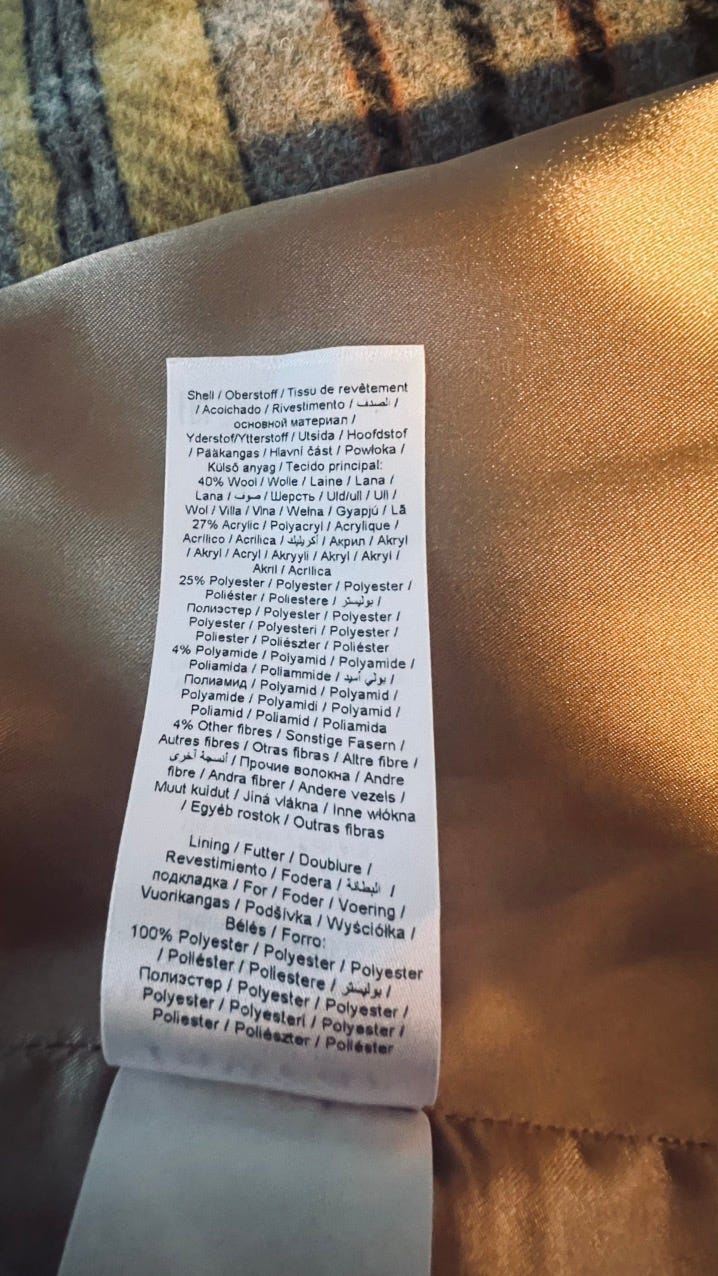 Shell / Oberstoff / Tissu de revêtement
/ Acolchado / Rivestimento / الصدف /
основной материал /
Yderstof/Ytterstoff / Utsida / Hoofdstof
/ Pääkangas / Hlavní část / Powłoka /
Külső anyag / Tecido principal:
40% Wool / Wolle / Laine / Lana /
Lana / صوف / Шерсть / Uld/ull / Ull /
Wol / Villa / Vlna / Wełna / Gyapjú / Lã
27% Acrylic / Polyacryl / Acrylique /
Acrílico / Acrilica / أكريليك / Акрил / Akryl
/ Akryl / Acryl / Akryyli / Akryl / Akryl /
Akril / Acrílica
25% Polyester / Polyester / Polyester /
Poliéster / Poliestere / بوليستر /
Полиэстер / Polyester / Polyester /
Polyester / Polyesteri / Polyester /
Poliester / Poliészter / Poliéster
4% Polyamide / Polyamid / Polyamide /
Poliamida / Poliammide / بولي أميد /
Полиамид / Polyamid / Polyamid /
Polyamide / Polyamidi / Polyamid /
Poliamid / Poliamid / Poliamida
4% Other fibres / Sonstige Fasern /
Autres fibres / Otras fibras / Altre fibre /
أنسجة أخرى / Прочие волокна / Andre
fibre / Andra fibrer / Andere vezels /
Muut kuidut / Jiná vlákna / Inne włókna
/ Egyéb rostok / Outras fibras
Lining / Futter / Doublure /
Revestimiento / Fodera / البطانة /
подкладка / For / Foder / Voering /
Vuorikangas / Podšívka / Wyściółka /
Bélés / Forro:
100% Polyester / Polyester / Polyester
/ Poliéster / Poliestere / بوليستر /
Полиэстер / Polyester / Polyester /
Polyester / Polyesteri / Polyester /
Poliester / Poliészter / Poliéster